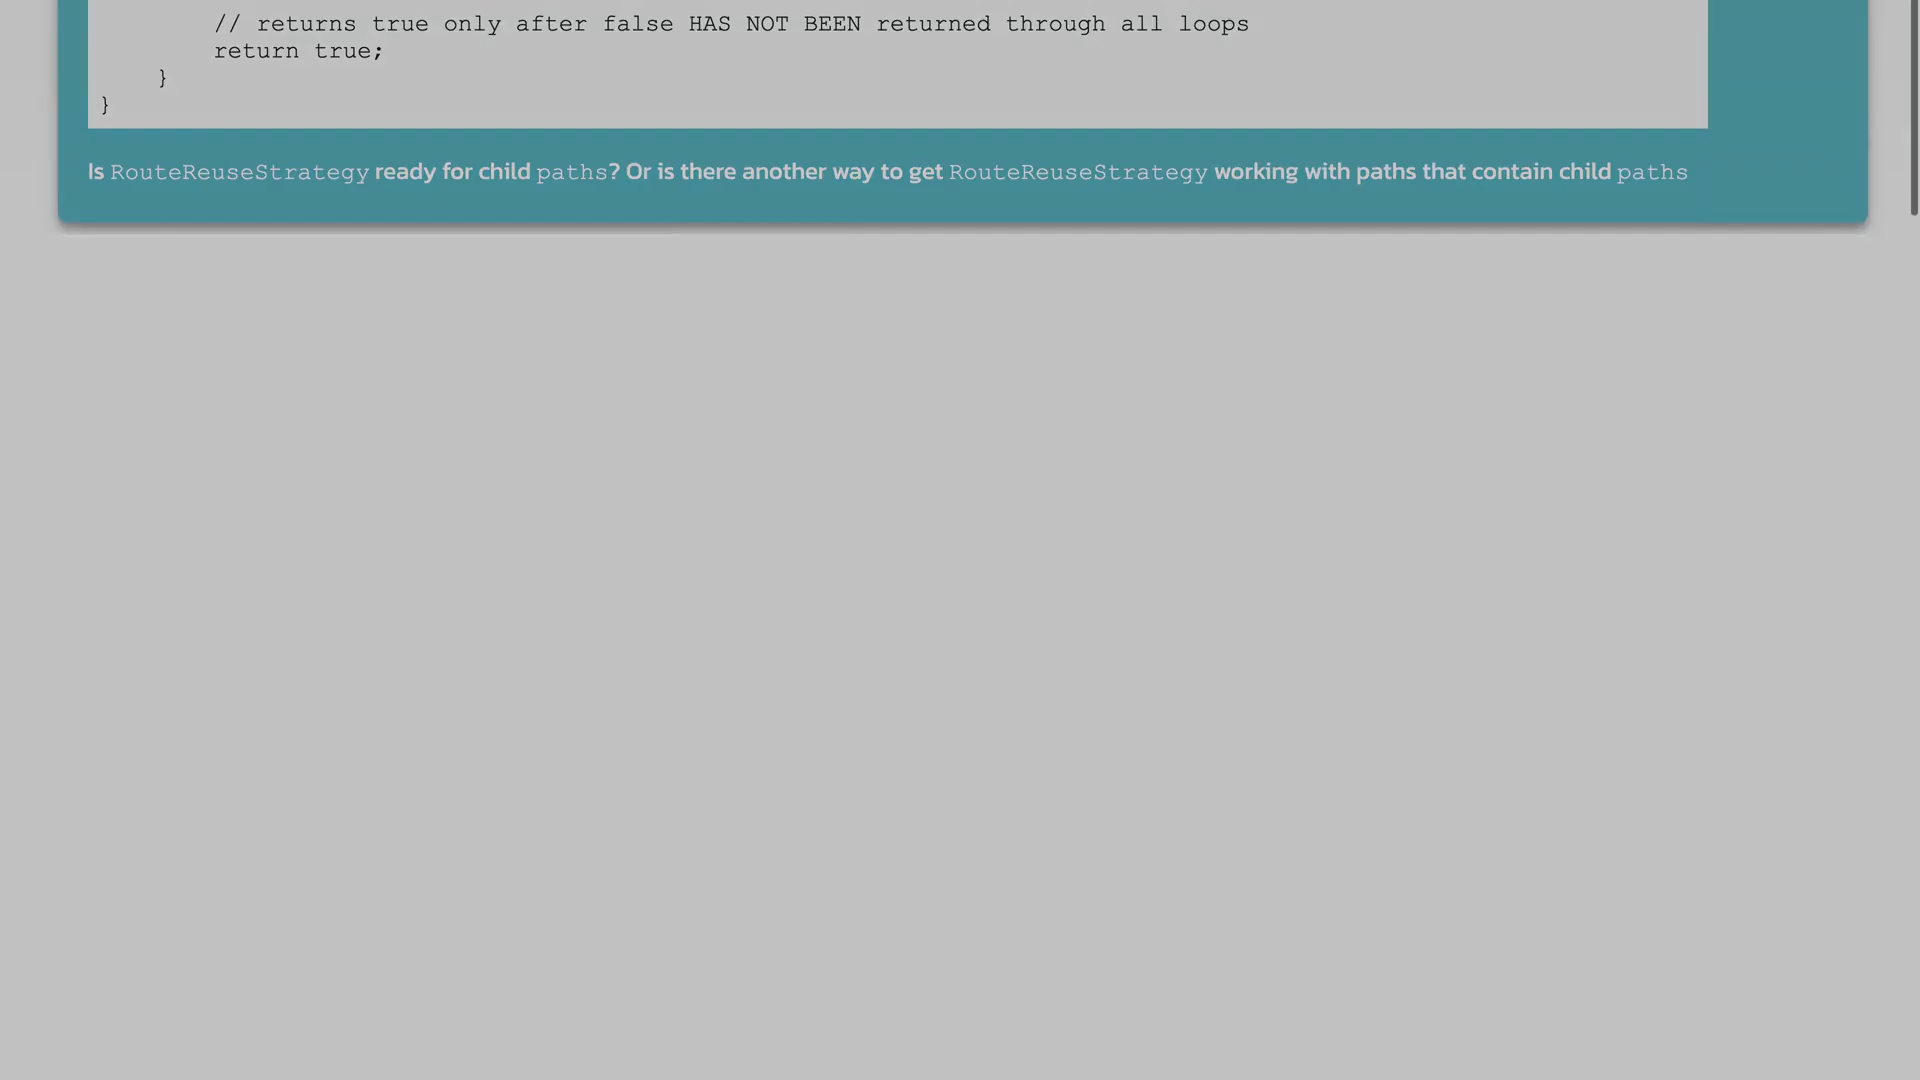 // returns true only after false HAS NOT BEEN returned through all loops
return true;
}
}
Is RouteReuseStrategy ready for child paths? Or is there another way to get RouteReuseStrategy working with paths that contain child paths